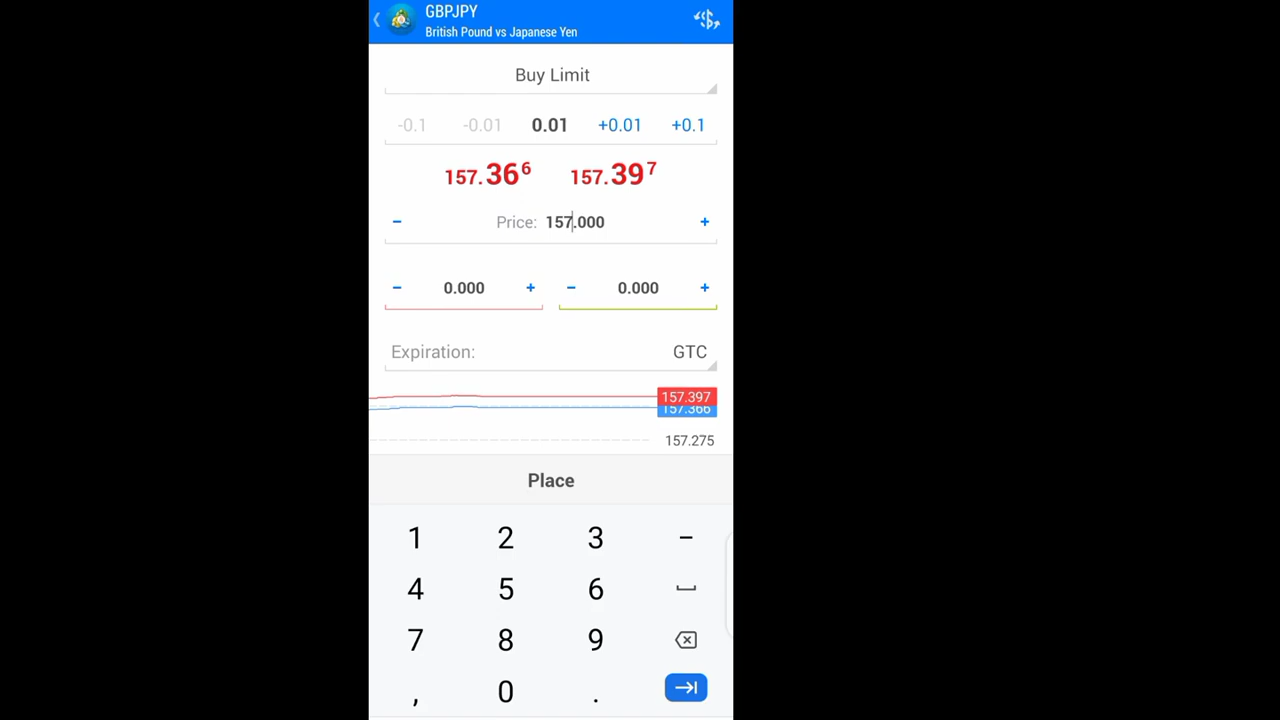 GBPJPY
British Pound vs Japanese Yen
Buy Limit
-0.1 -0.01 0.01 +0.01 +0.1
157.366 157.397
- Price: 157.000 +
- 0.000 + - 0.000 +
Expiration: GTC
157.397
157.366
157.275
Place
1 2 3 -
4 5 6
7 8 9
, 0 .